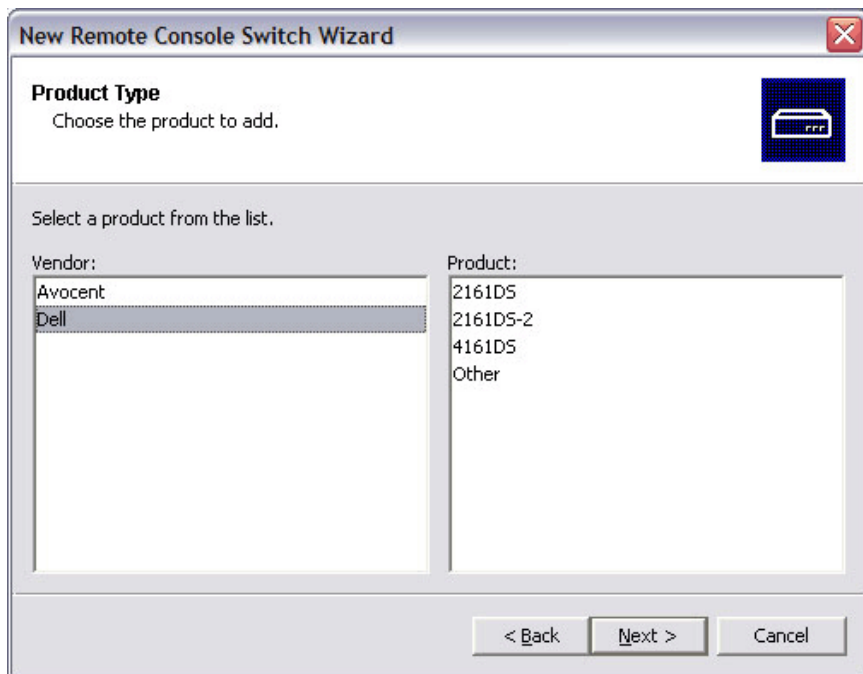 New Remote Console Switch Wizard
Product Type
Choose the product to add.
Select a product from the list.
Vendor:
Avocent
Dell
Product:
2161DS
2161DS-2
4161DS
Other
< Back
Next >
Cancel